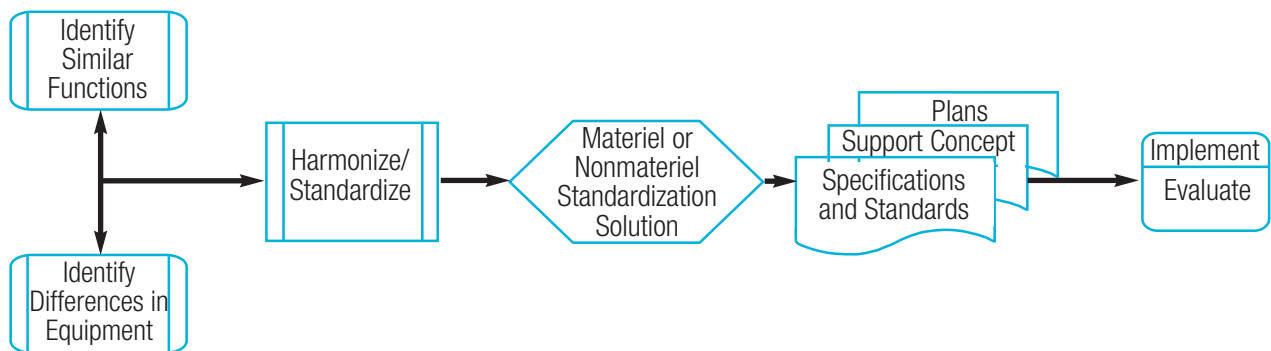 Identify
Similar
Functions
Identify
Differences in
Equipment
Harmonize/
Standardize
Materiel or
Nonmateriel
Standardization
Solution
Plans
Support Concept
Specifications
and Standards
Implement
Evaluate